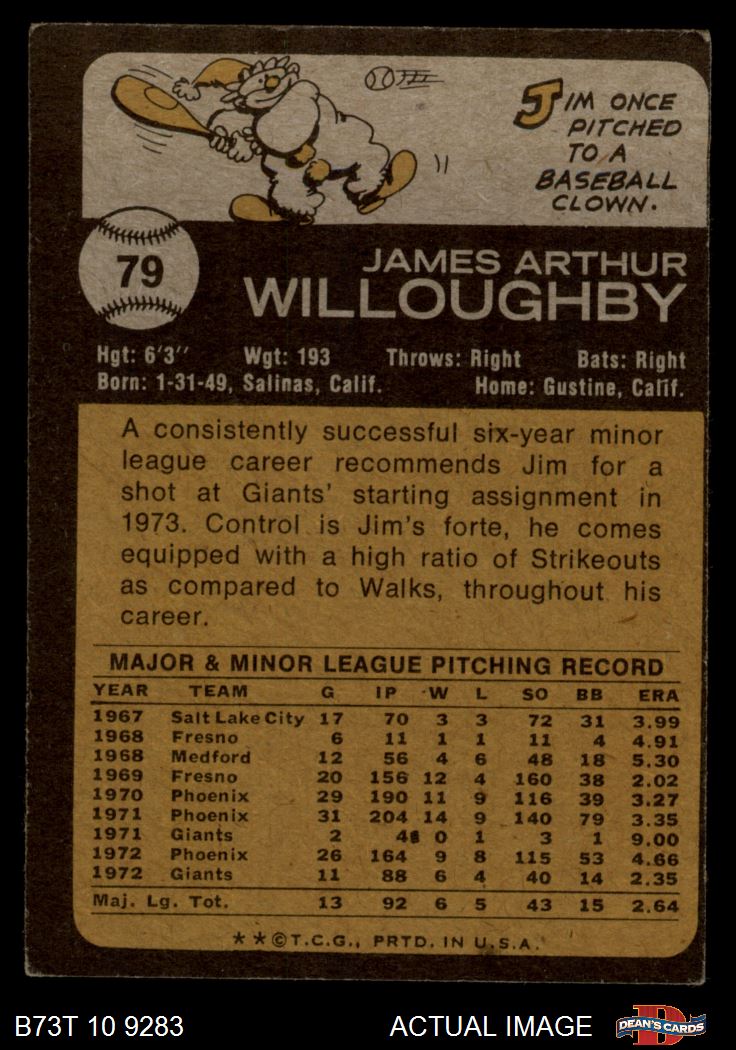 JIM ONCE
PITCHED
TO A
BASEBALL
CLOWN.
79
JAMES ARTHUR
WILLOUGHBY
Hgt: 6'3" Wgt: 193 Throws: Right Bats: Right
Born: 1-31-49, Salinas, Calif. Home: Gustine, Calif.
A consistently successful six-year minor
league career recommends Jim for a
shot at Giants' starting assignment in
1973. Control is Jim's forte, he comes
equipped with a high ratio of Strikeouts
as compared to Walks, throughout his
career.
MAJOR & MINOR LEAGUE PITCHING RECORD
YEAR TEAM G IP W L SO BB ERA
1967 Salt Lake City 17 70 3 3 72 31 3.99
1968 Fresno 6 11 1 1 11 4 4.91
1968 Medford 12 56 4 6 48 18 5.30
1969 Fresno 20 156 12 4 160 38 2.02
1970 Phoenix 29 190 11 9 116 39 3.27
1971 Phoenix 31 204 14 9 140 79 3.35
1971 Giants 2 4 0 1 3 1 9.00
1972 Phoenix 26 164 9 8 115 53 4.66
1972 Giants 11 88 6 4 40 14 2.35
Maj. Lg. Tot. 13 92 6 5 43 15 2.64
**©T.C.G., PRTD. IN U.S.A.
B73T 10 9283 ACTUAL IMAGE D DEAN'S CARDS